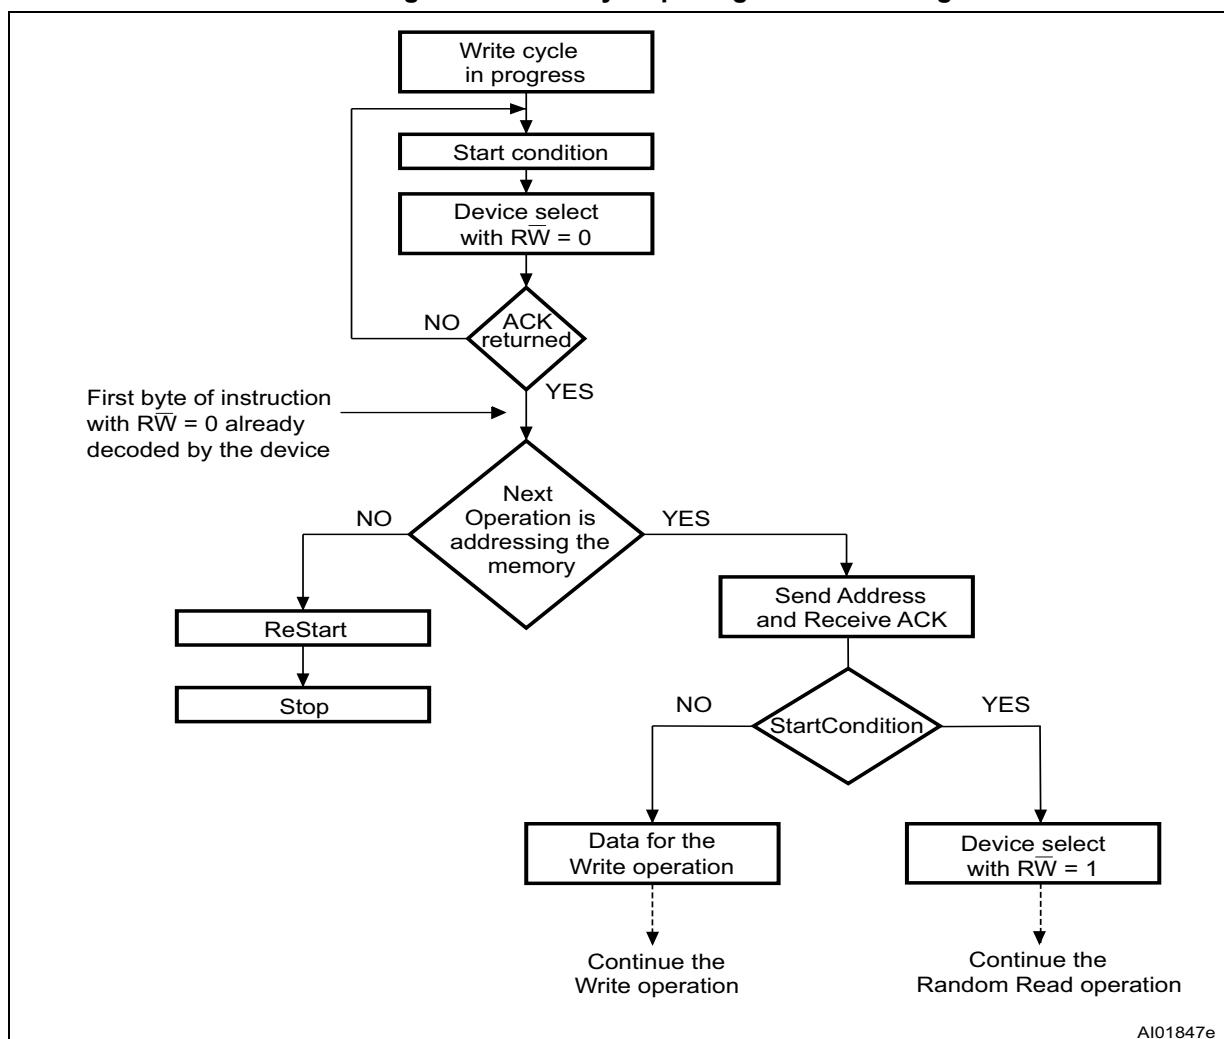 Write cycle
in progress
Start condition
Device select
with RW̅ = 0
ACK
returned
NO
YES
First byte of instruction
with RW̅ = 0 already
decoded by the device
Next
Operation is
addressing the
memory
NO
YES
ReStart
Stop
Send Address
and Receive ACK
StartCondition
NO
YES
Data for the
Write operation
Device select
with RW̅ = 1
Continue the
Write operation
Continue the
Random Read operation
AI01847e